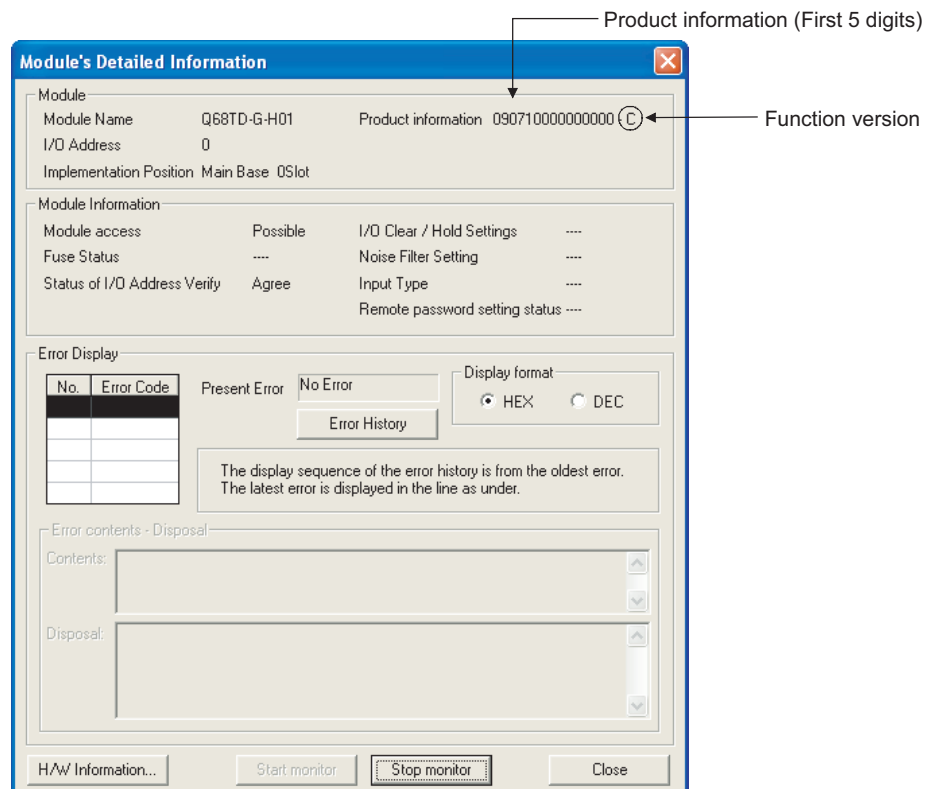 Product information (First 5 digits)
Module's Detailed Information
Module
Module Name Q68TD-G-H01 Product information 090710000000000 - C
Function version
I/O Address 0
Implementation Position Main Base 0Slot
Module Information
Module access Possible I/O Clear / Hold Settings ----
Fuse Status ---- Noise Filter Setting ----
Status of I/O Address Verify Agree Input Type ----
Remote password setting status ----
Error Display
No. Error Code Present Error No Error Display format
HEX DEC
Error History
The display sequence of the error history is from the oldest error.
The latest error is displayed in the line as under.
Error contents - Disposal
Contents:
Disposal:
H/W Information... Start monitor Stop monitor Close